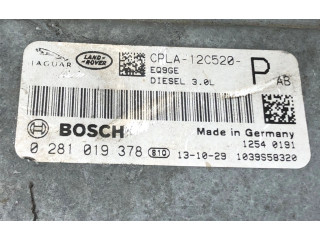 JAGUAR LAND ROVER CPLA-12C520-
EQ9GE P AB
DIESEL 3.0L
BOSCH Made in Germany
1254 0191
0 281 019 378 810 13-10-29 1039S58320